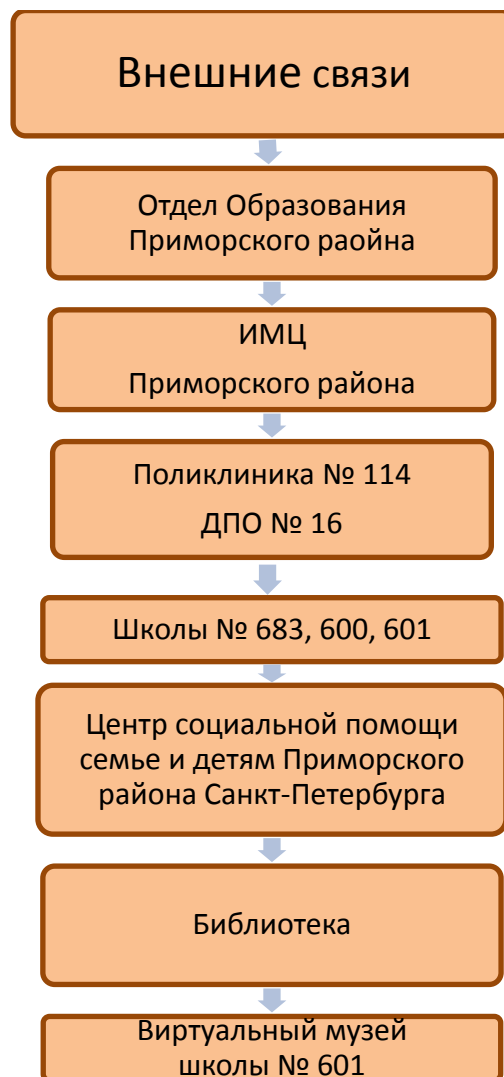 Внешние связи
Отдел Образования
Приморского раойна
ИМЦ
Приморского района
Поликлиника № 114
ДПО № 16
Школы № 683, 600, 601
Центр социальной помощи
семье и детям Приморского
района Санкт-Петербурга
Библиотека
Виртуальный музей
школы № 601